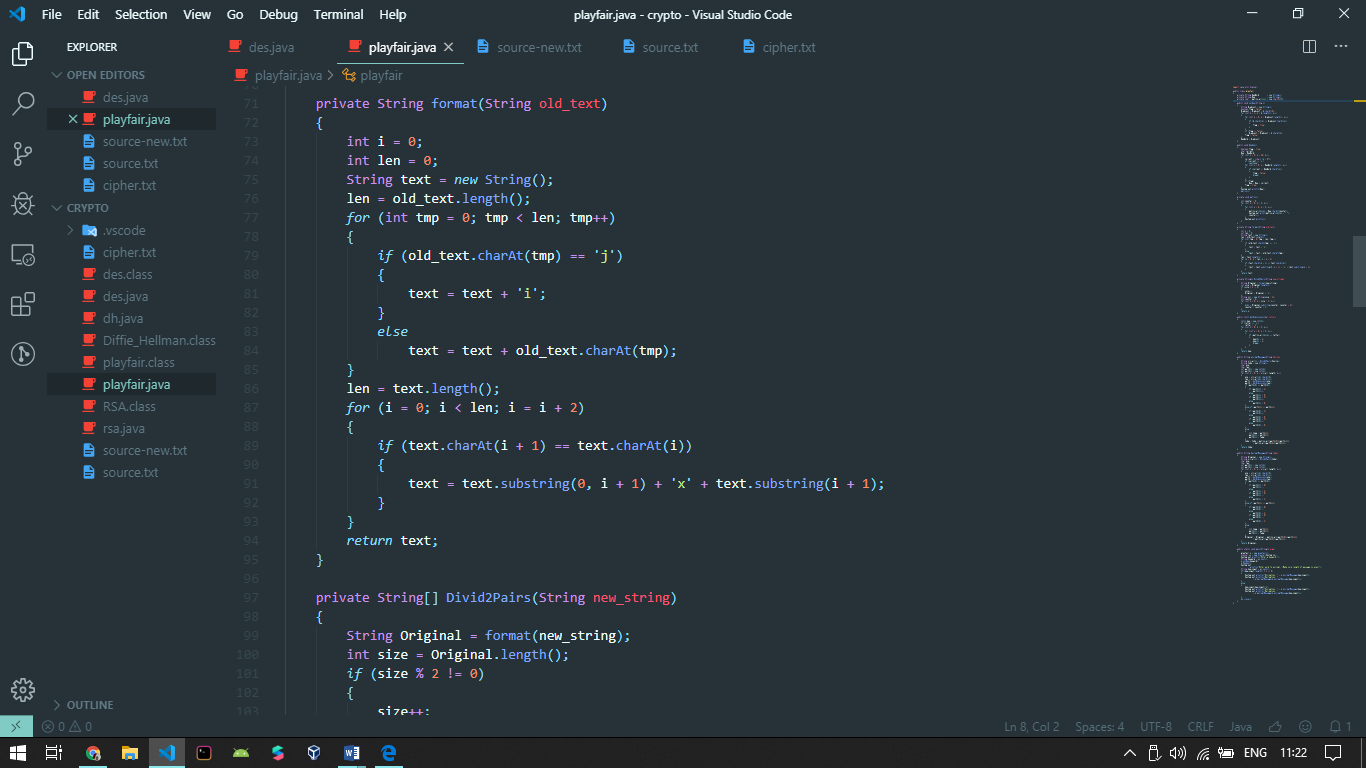 File Edit Selection View Go Debug Terminal Help
playfair.java - crypto - Visual Studio Code
EXPLORER
OPEN EDITORS
des.java
playfair.java
source-new.txt
source.txt
cipher.txt
CRYPTO
.vscode
cipher.txt
des.class
des.java
dh.java
Diffie_Hellman.class
playfair.class
playfair.java
RSA.class
rsa.java
source-new.txt
source.txt
OUTLINE
des.java playfair.java source-new.txt source.txt cipher.txt
playfair.java > playfair
71 private String format(String old_text)
72 {
73 int i = 0;
74 int len = 0;
75 String text = new String();
76 len = old_text.length();
77 for (int tmp = 0; tmp < len; tmp++)
78 {
79 if (old_text.charAt(tmp) == 'j')
80 {
81 text = text + 'i';
82 }
83 else
84 text = text + old_text.charAt(tmp);
85 }
86 len = text.length();
87 for (i = 0; i < len; i = i + 2)
88 {
89 if (text.charAt(i + 1) == text.charAt(i))
90 {
91 text = text.substring(0, i + 1) + 'x' + text.substring(i + 1);
92 }
93 }
94 return text;
95 }
96
97 private String[] Divid2Pairs(String new_string)
98 {
99 String Original = format(new_string);
100 int size = Original.length();
101 if (size % 2 != 0)
102 {
103 size++;
0 0
Ln 8, Col 2 Spaces: 4 UTF-8 CRLF Java 1
ENG 11:22